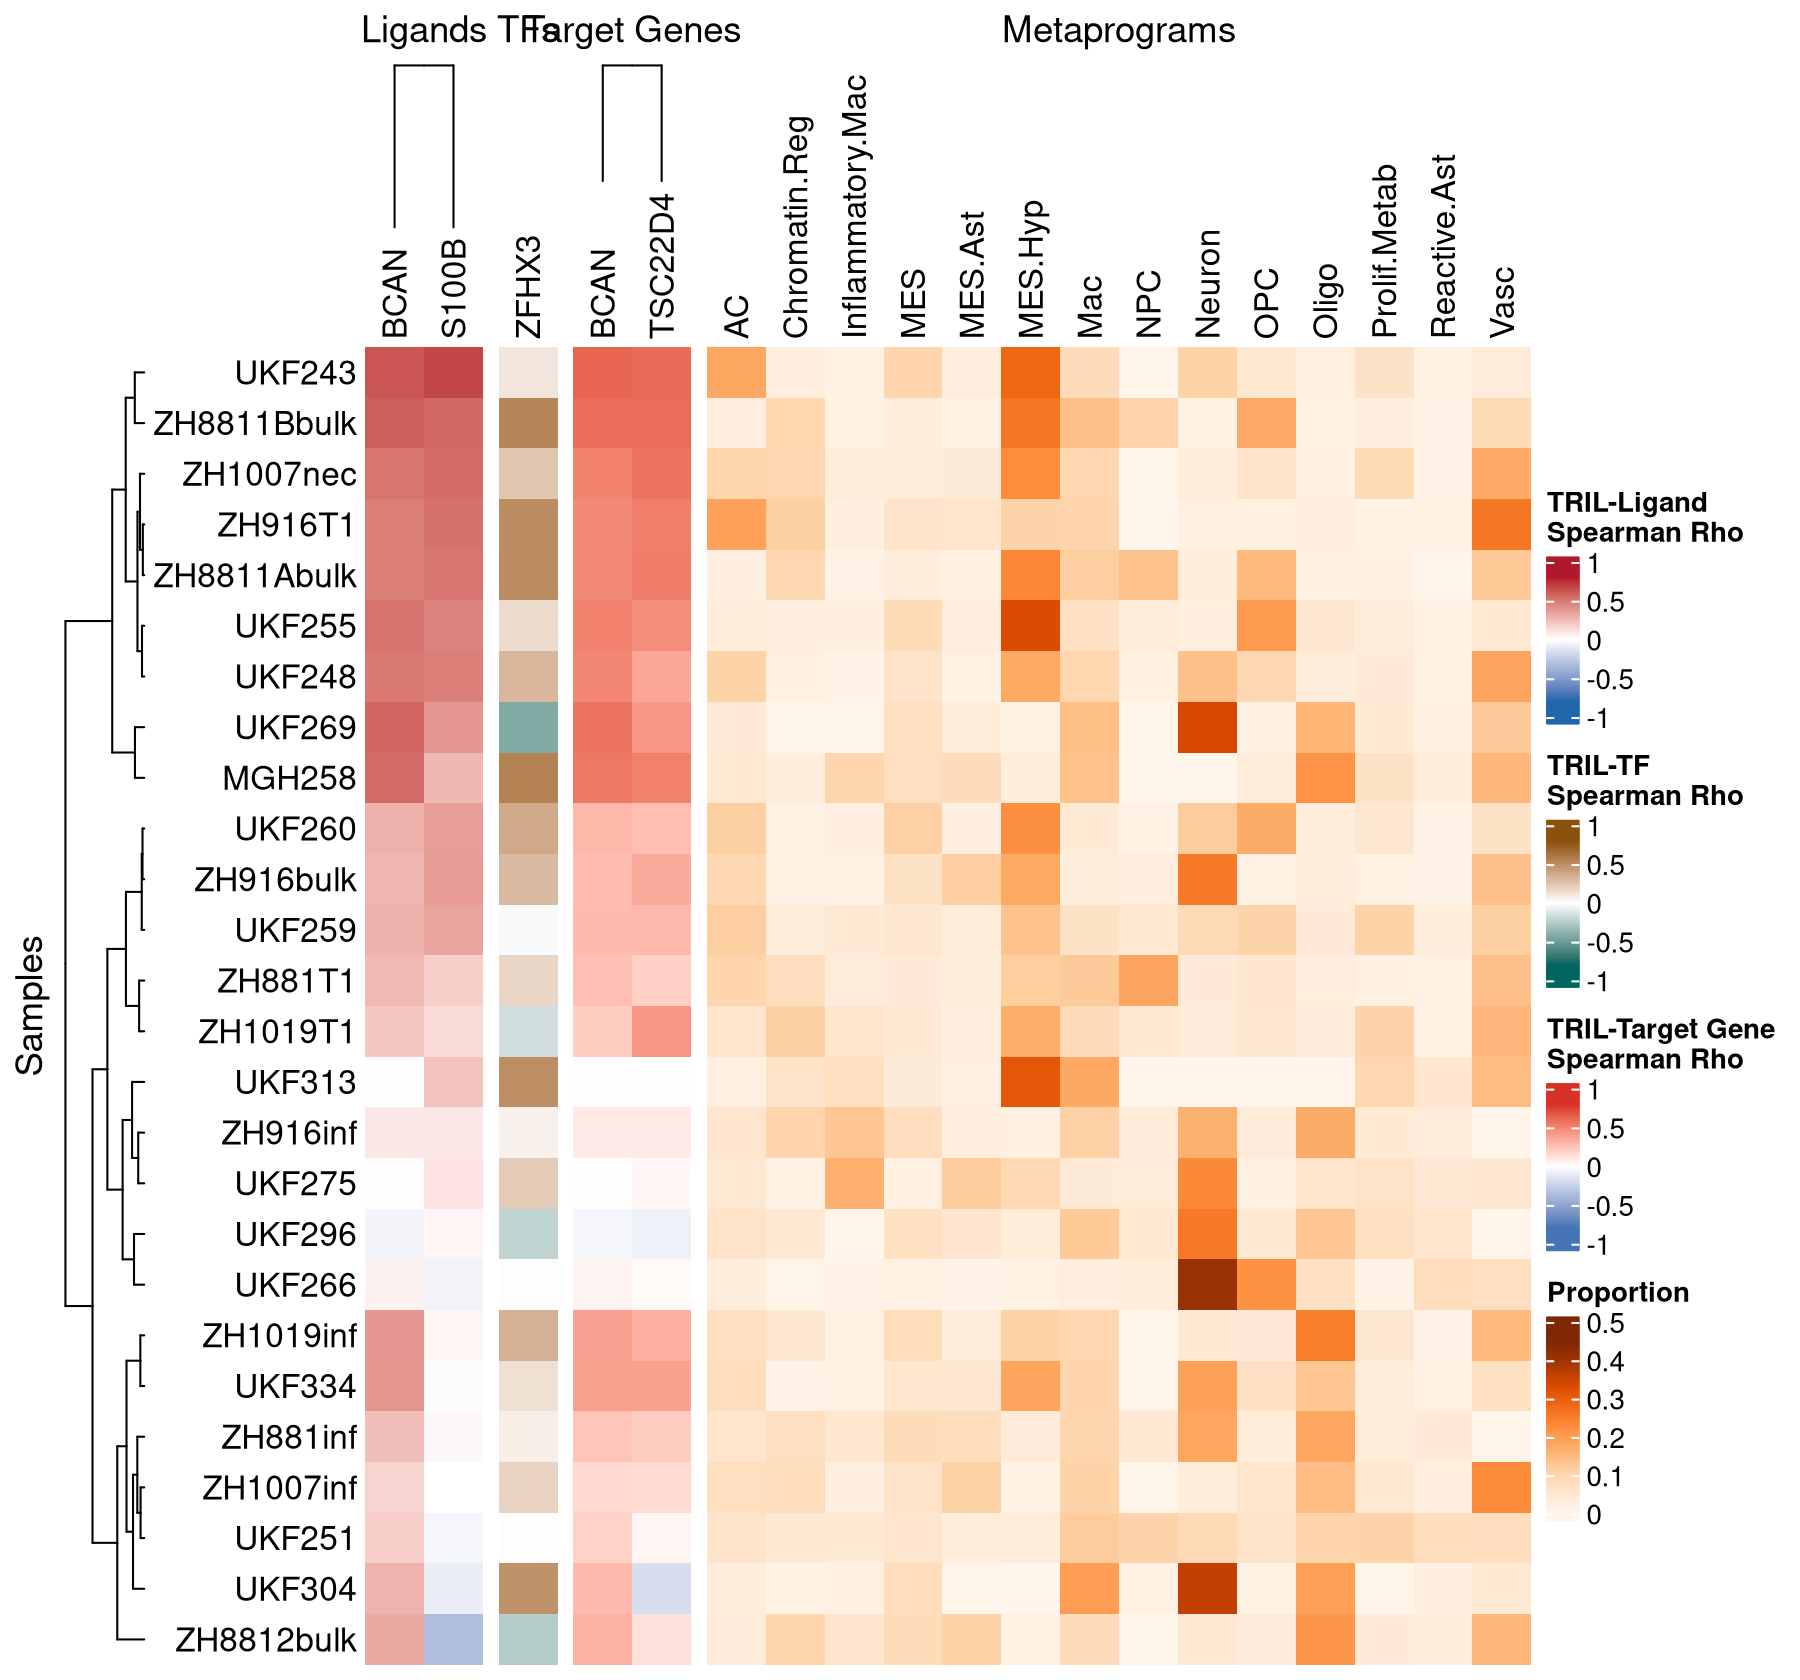 Ligands TFs Target Genes Metaprograms
BCAN S100B ZFHX3 BCAN TSC22D4 AC Chromatin.Reg Inflammatory.Mac MES MES.Ast MES.Hyp Mac NPC Neuron OPC Oligo Prolif.Metab Reactive.Ast Vasc
Samples
UKF243
ZH8811Bbulk
ZH1007nec
ZH916T1
ZH8811Abulk
UKF255
UKF248
UKF269
MGH258
UKF260
ZH916bulk
UKF259
ZH881T1
ZH1019T1
UKF313
ZH916inf
UKF275
UKF296
UKF266
ZH1019inf
UKF334
ZH881inf
ZH1007inf
UKF251
UKF304
ZH8812bulk
TRIL-Ligand
Spearman Rho
1
0.5
0
-0.5
-1
TRIL-TF
Spearman Rho
1
0.5
0
-0.5
-1
TRIL-Target Gene
Spearman Rho
1
0.5
0
-0.5
-1
Proportion
0.5
0.4
0.3
0.2
0.1
0